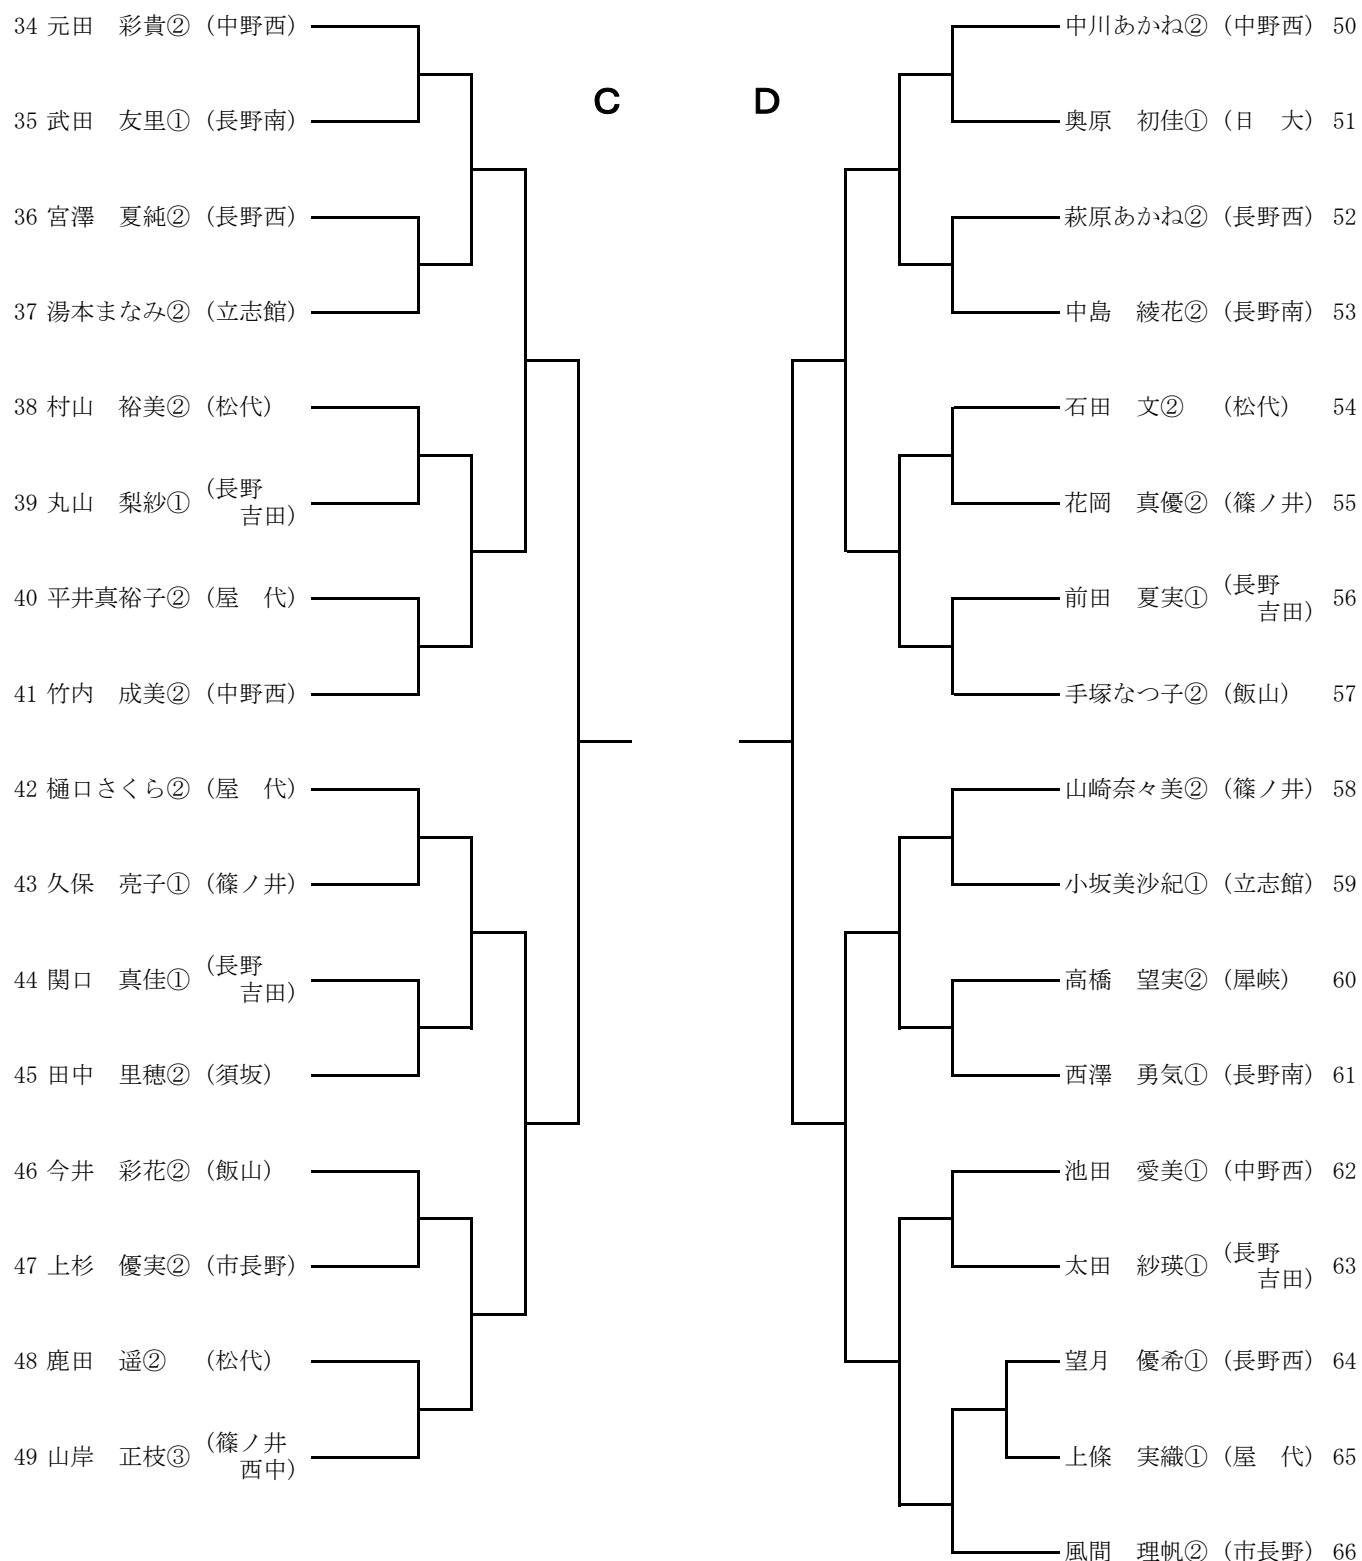 C
D
34 元田　彩貴② (中野西)
35 武田　友里① (長野南)
36 宮澤　夏純② (長野西)
37 湯本まなみ② (立志館)
38 村山　裕美② (松代)
39 丸山　梨紗① (長野
吉田)
40 平井真裕子② (屋　代)
41 竹内　成美② (中野西)
42 樋口さくら② (屋　代)
43 久保　亮子① (篠ノ井)
44 関口　真佳① (長野
吉田)
45 田中　里穂② (須坂)
46 今井　彩花② (飯山)
47 上杉　優実② (市長野)
48 鹿田　遥② (松代)
49 山岸　正枝③ (篠ノ井
西中)
中川あかね② (中野西) 50
奥原　初佳① (日　大) 51
萩原あかね② (長野西) 52
中島　綾花② (長野南) 53
石田　文② (松代) 54
花岡　真優② (篠ノ井) 55
前田　夏実① (長野
吉田) 56
手塚なつ子② (飯山) 57
山崎奈々美② (篠ノ井) 58
小坂美沙紀① (立志館) 59
高橋　望実② (犀峡) 60
西澤　勇気① (長野南) 61
池田　愛美① (中野西) 62
太田　紗瑛① (長野
吉田) 63
望月　優希① (長野西) 64
上條　実織① (屋　代) 65
風間　理帆② (市長野) 66